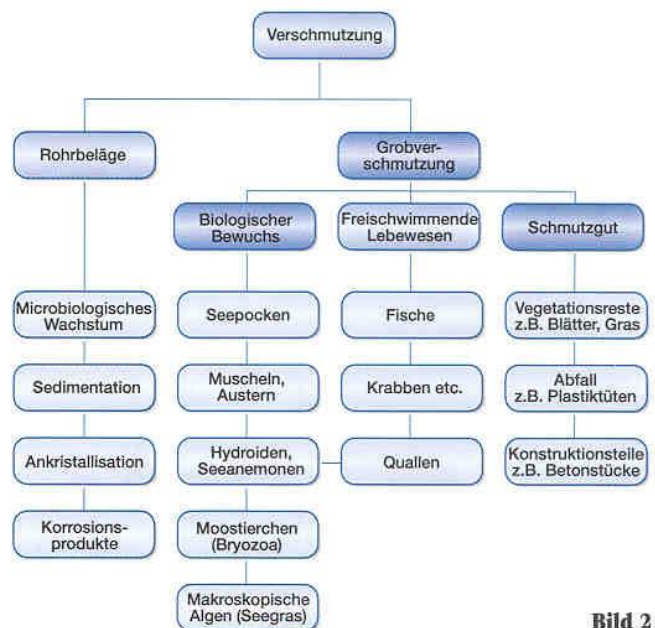 Verschmutzung
Rohrbeläge
Grobver-
schmutzung
Biologischer
Bewuchs
Freischwimmende
Lebewesen
Schmutzgut
Microbiologisches
Wachstum
Seepocken
Fische
Vegetationsreste
z.B. Blätter, Gras
Sedimentation
Muscheln,
Austern
Krabben etc.
Abfall
z.B. Plastiktüten
Ankristallisation
Hydroiden,
Seeanemonen
Quallen
Konstruktionsteile
z.B. Betonstücke
Korrosions-
produkte
Moostierchen
(Bryozoa)
Makroskopische
Algen (Seegras)
Bild 2